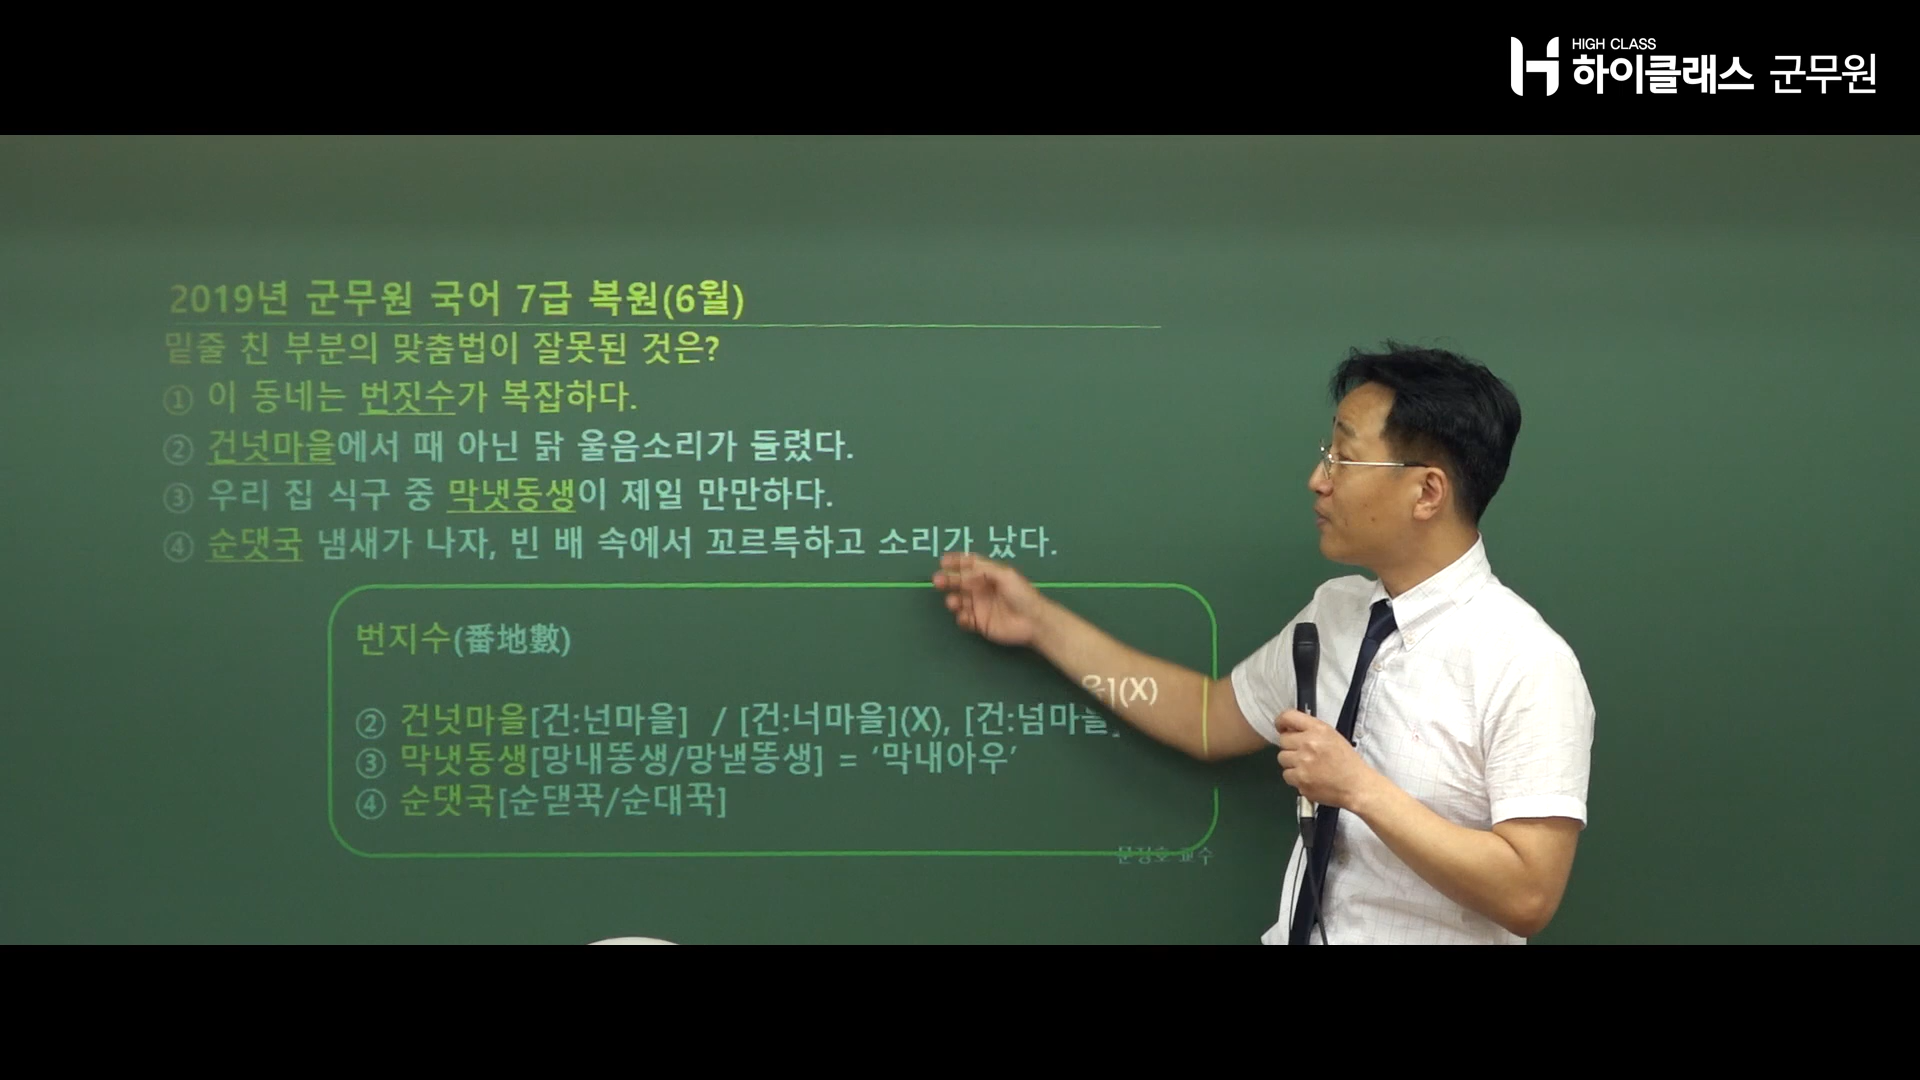 HIGH CLASS
하이클래스 군무원
2019년 군무원 국어 7급 복원(6월)
밑줄 친 부분의 맞춤법이 잘못된 것은?
① 이 동네는 번짓수가 복잡하다.
② 건넛마을에서 때 아닌 닭 울음소리가 들렸다.
③ 우리 집 식구 중 막냇동생이 제일 만만하다.
④ 순댓국 냄새가 나자, 빈 배 속에서 꼬르륵하고 소리가 났다.
번지수(番地數)
② 건넛마을[건:넌마을] / [건:너마을](X), [건:넘마을](X)
③ 막냇동생[망내똥생/망낻똥생] = ‘막내아우’
④ 순댓국[순댇꾹/순대꾹]
문정호 교수